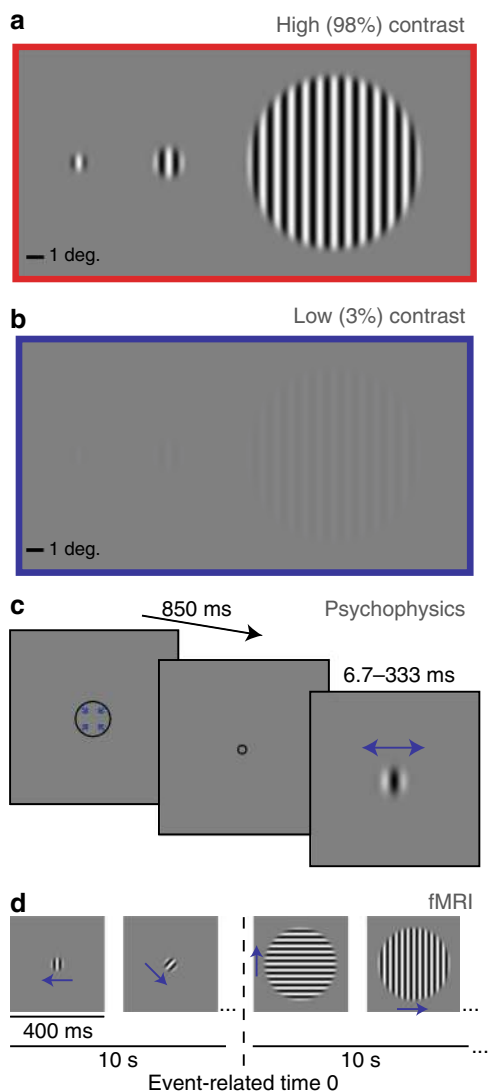 a
High (98%) contrast
1 deg.
b
Low (3%) contrast
1 deg.
c
850 ms
Psychophysics
6.7–333 ms
d
fMRI
...
...
400 ms
10 s
10 s
...
Event-related time 0